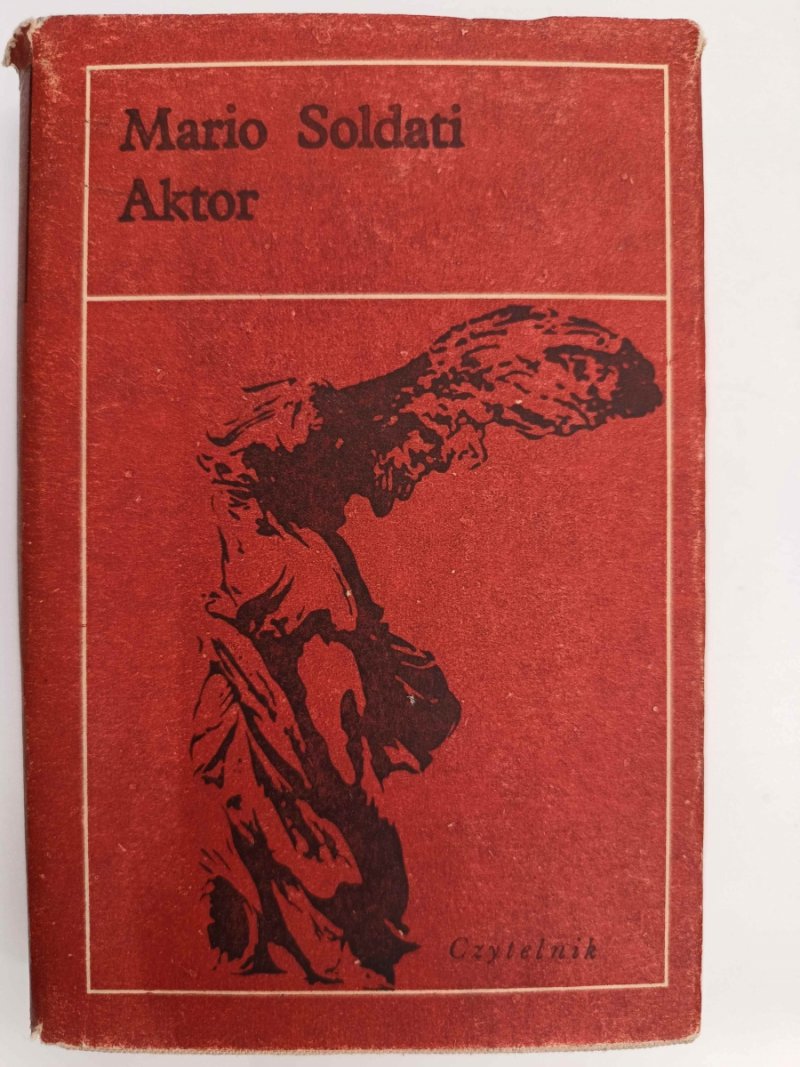 Mario Soldati
Aktor
Czytelnik